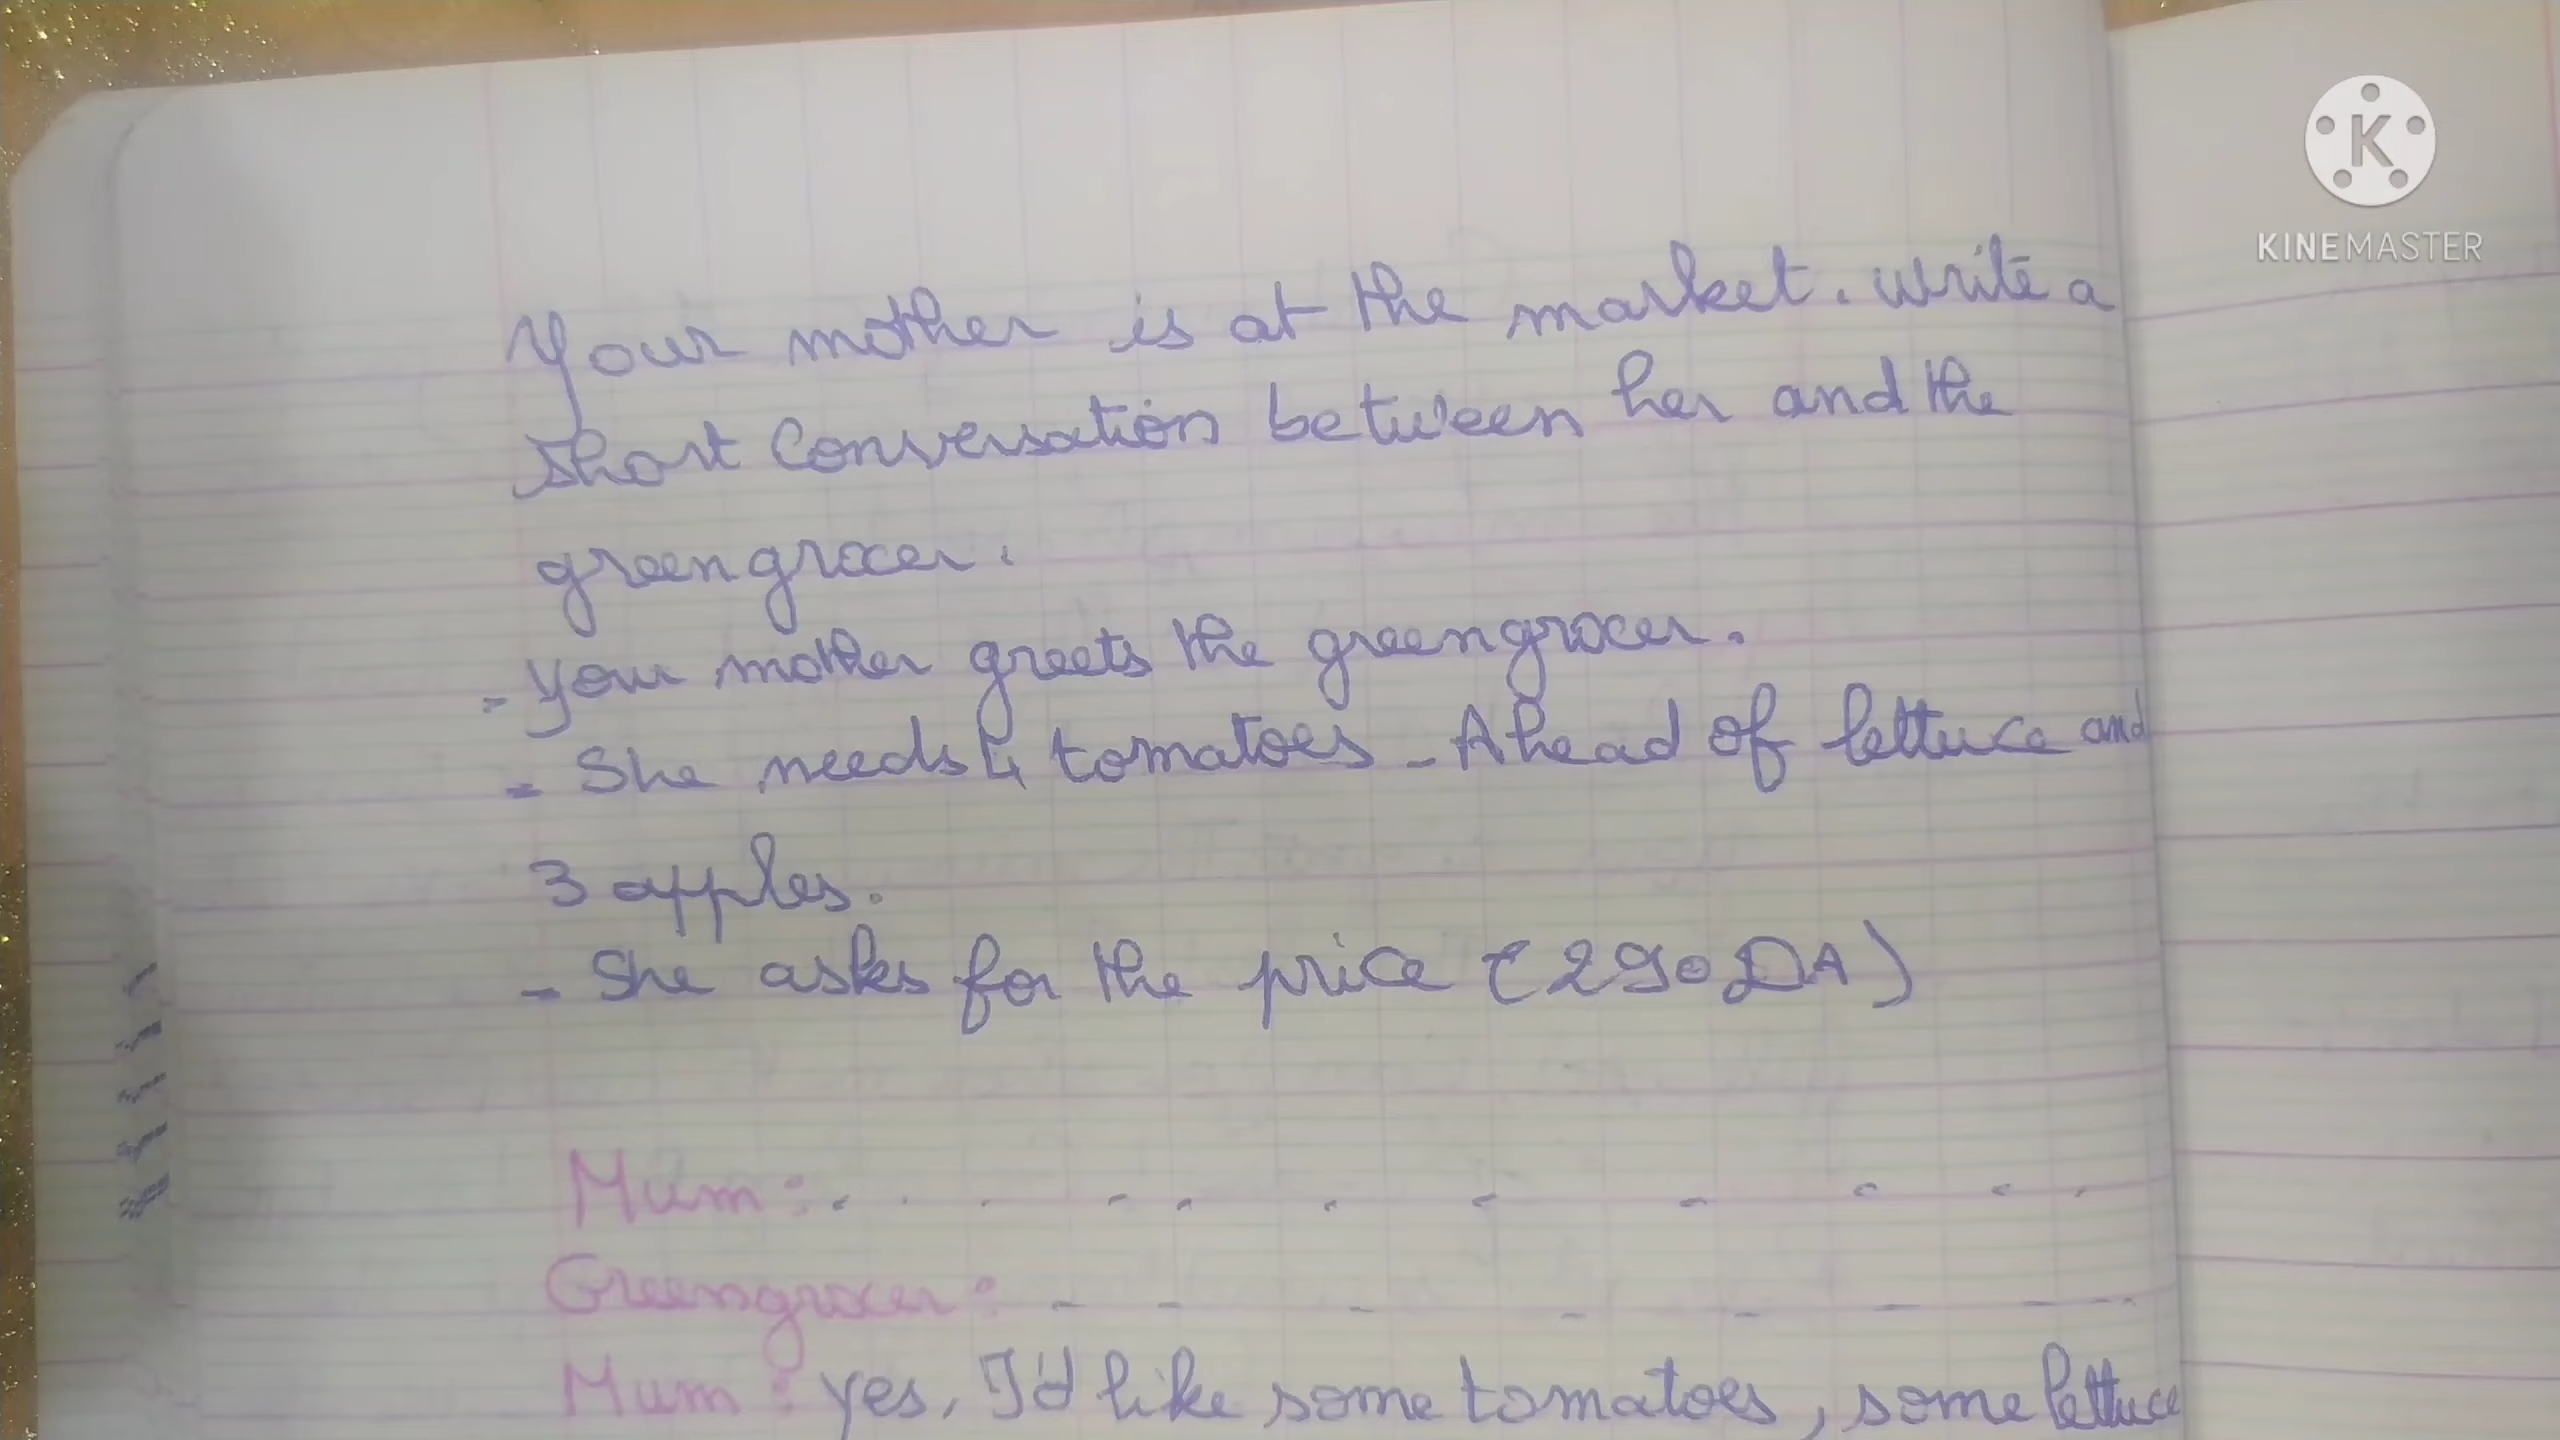 K
KINEMASTER
Your mother is at the market. write a
short Conversation between her and the
greengrocer.
- your mother greets the greengrocer.
- She needs 4 tomatoes - A head of lettuce and
3 apples.
- She asks for the price (290 DA)
Mum: . . . - - . - - - - .
Greengrocer: - - - - - - - - - .
Mum: yes, I'd like some tomatoes, some lettuce